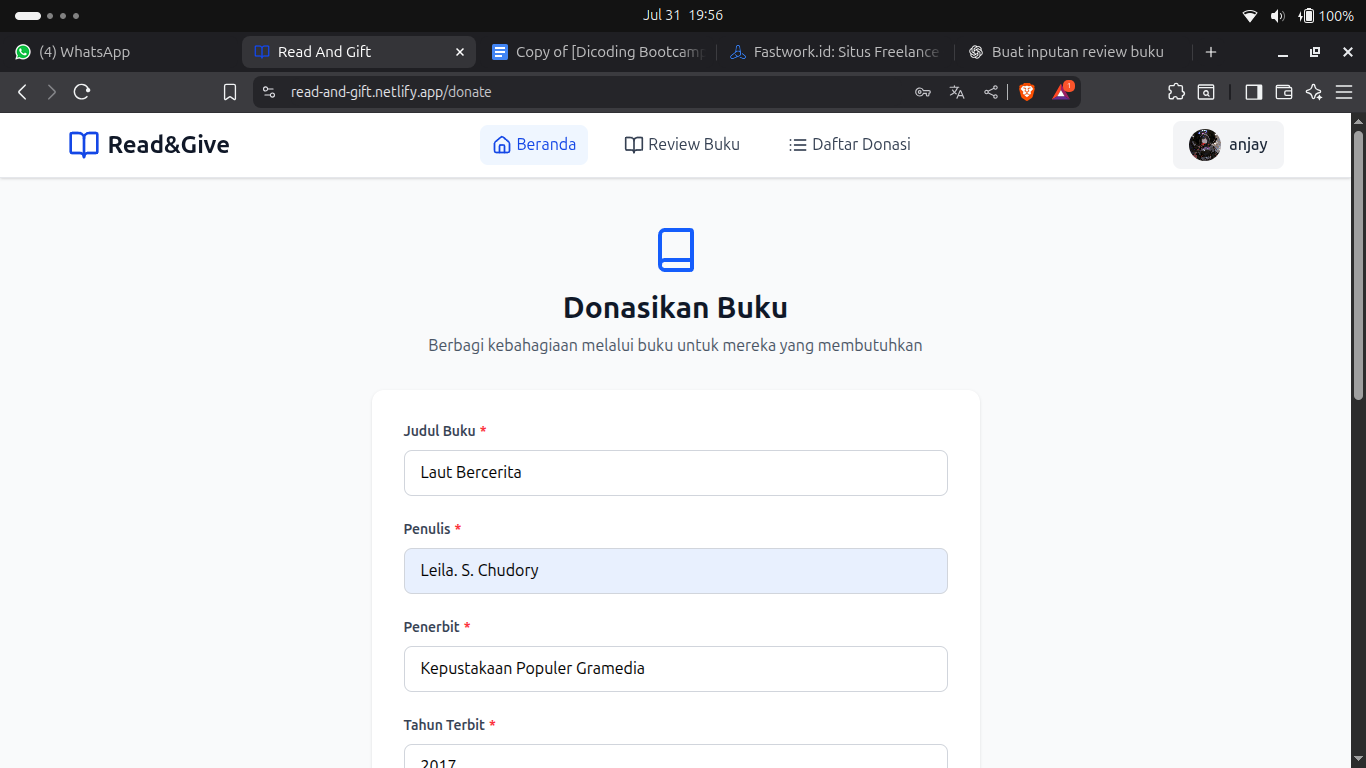 Jul 31 19:56
100%
(4) WhatsApp
Read And Gift
Copy of [Dicoding Bootcamp
Fastwork.id: Situs Freelance
Buat inputan review buku
read-and-gift.netlify.app/donate
1
Read&Give
Beranda
Review Buku
Daftar Donasi
anjay
Donasikan Buku
Berbagi kebahagiaan melalui buku untuk mereka yang membutuhkan
Judul Buku *
Laut Bercerita
Penulis *
Leila. S. Chudory
Penerbit *
Kepustakaan Populer Gramedia
Tahun Terbit *
2017